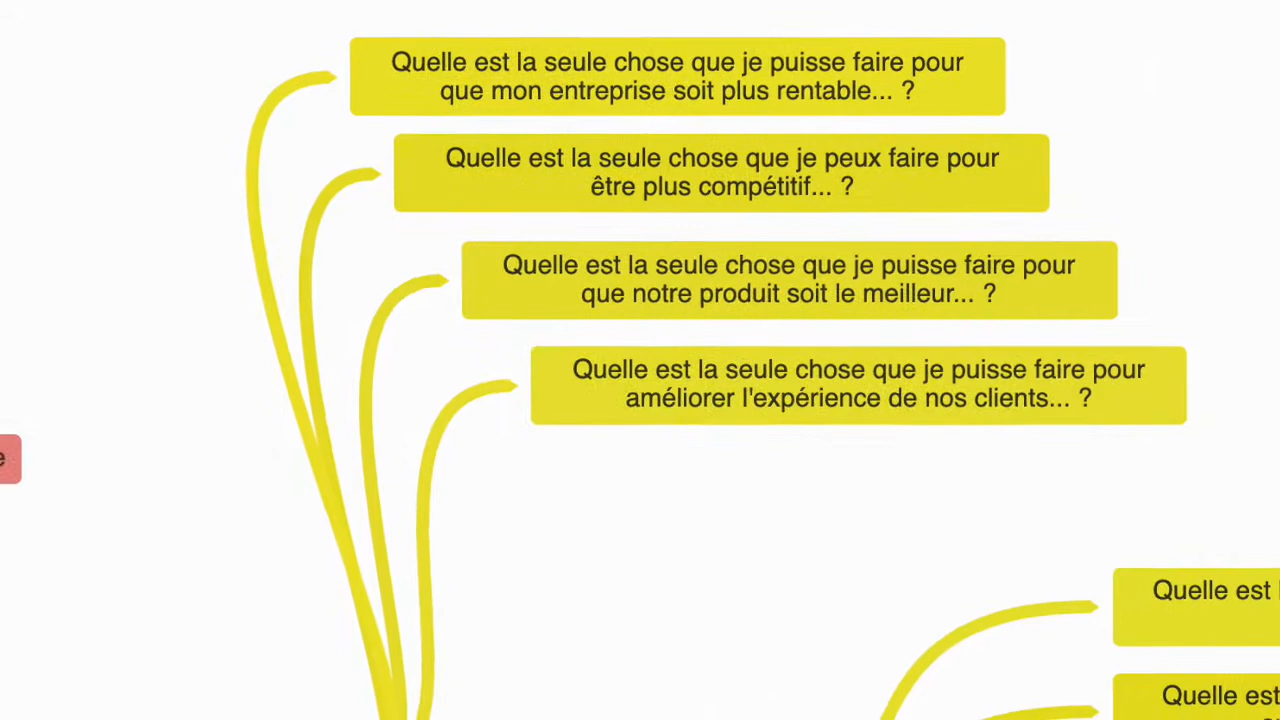 Quelle est la seule chose que je puisse faire pour
que mon entreprise soit plus rentable... ?
Quelle est la seule chose que je peux faire pour
être plus compétitif... ?
Quelle est la seule chose que je puisse faire pour
que notre produit soit le meilleur... ?
Quelle est la seule chose que je puisse faire pour
améliorer l'expérience de nos clients... ?
e
Quelle est
Quelle est